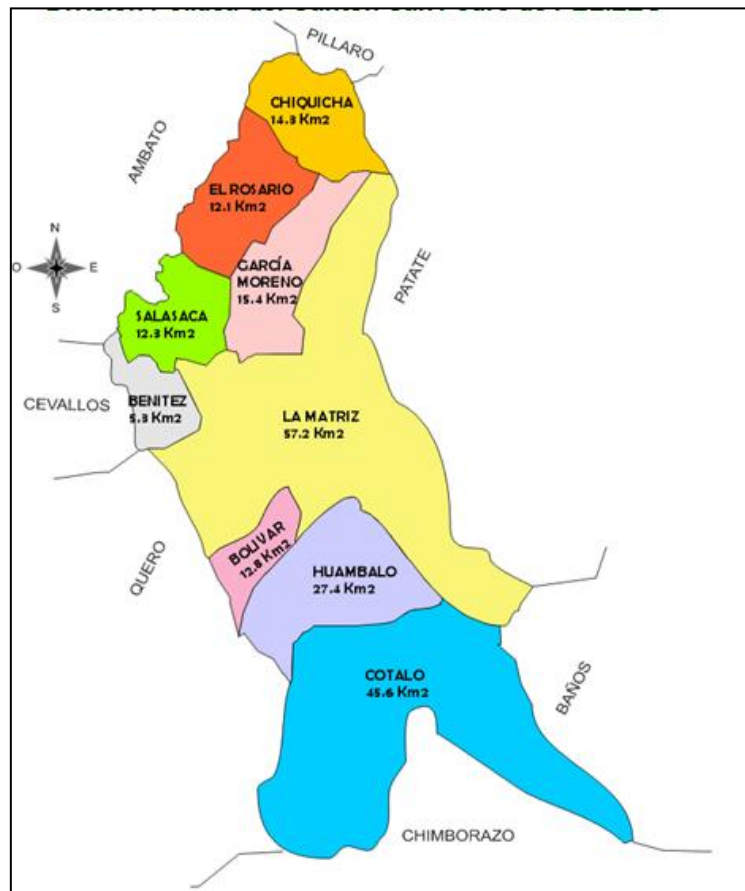 PILLARO
CHIQUICHA
14.3 Km2
AMBATO
EL ROSARIO
12.1 Km2
N
O
E
S
GARCÍA
MORENO
15.4 Km2
PATATE
SALASACA
12.3 Km2
CEVALLOS
BENITEZ
5.3 Km2
LA MATRIZ
57.2 Km2
QUERO
BOLIVAR
12.8 Km2
HUAMBALO
27.4 Km2
COTALO
45.6 Km2
BAÑOS
CHIMBORAZO